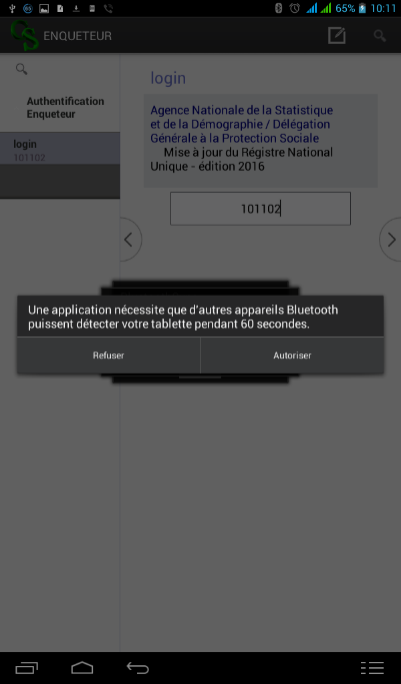 65% 10:11
ENQUETEUR
Authentification
Enqueteur
login
101102
login
Agence Nationale de la Statistique
et de la Démographie / Délégation
Générale à la Protection Sociale
Mise à jour du Régistre National
Unique - édition 2016
101102
Une application nécessite que d'autres appareils Bluetooth
puissent détecter votre tablette pendant 60 secondes.
Refuser
Autoriser